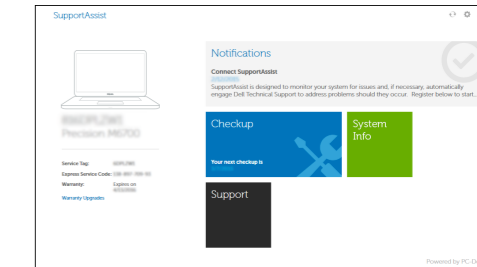 SupportAssist
Notifications
Connect SupportAssist
SupportAssist is designed to monitor your system for issues and, if necessary, automatically
engage Dell Technical Support to address problems should they occur. Register below to start...
Precision M6700
Checkup
Your next checkup is
System
Info
Service Tag:
Express Service Code:
Warranty: Expires on
Warranty Upgrades
Support
Powered by PC-D